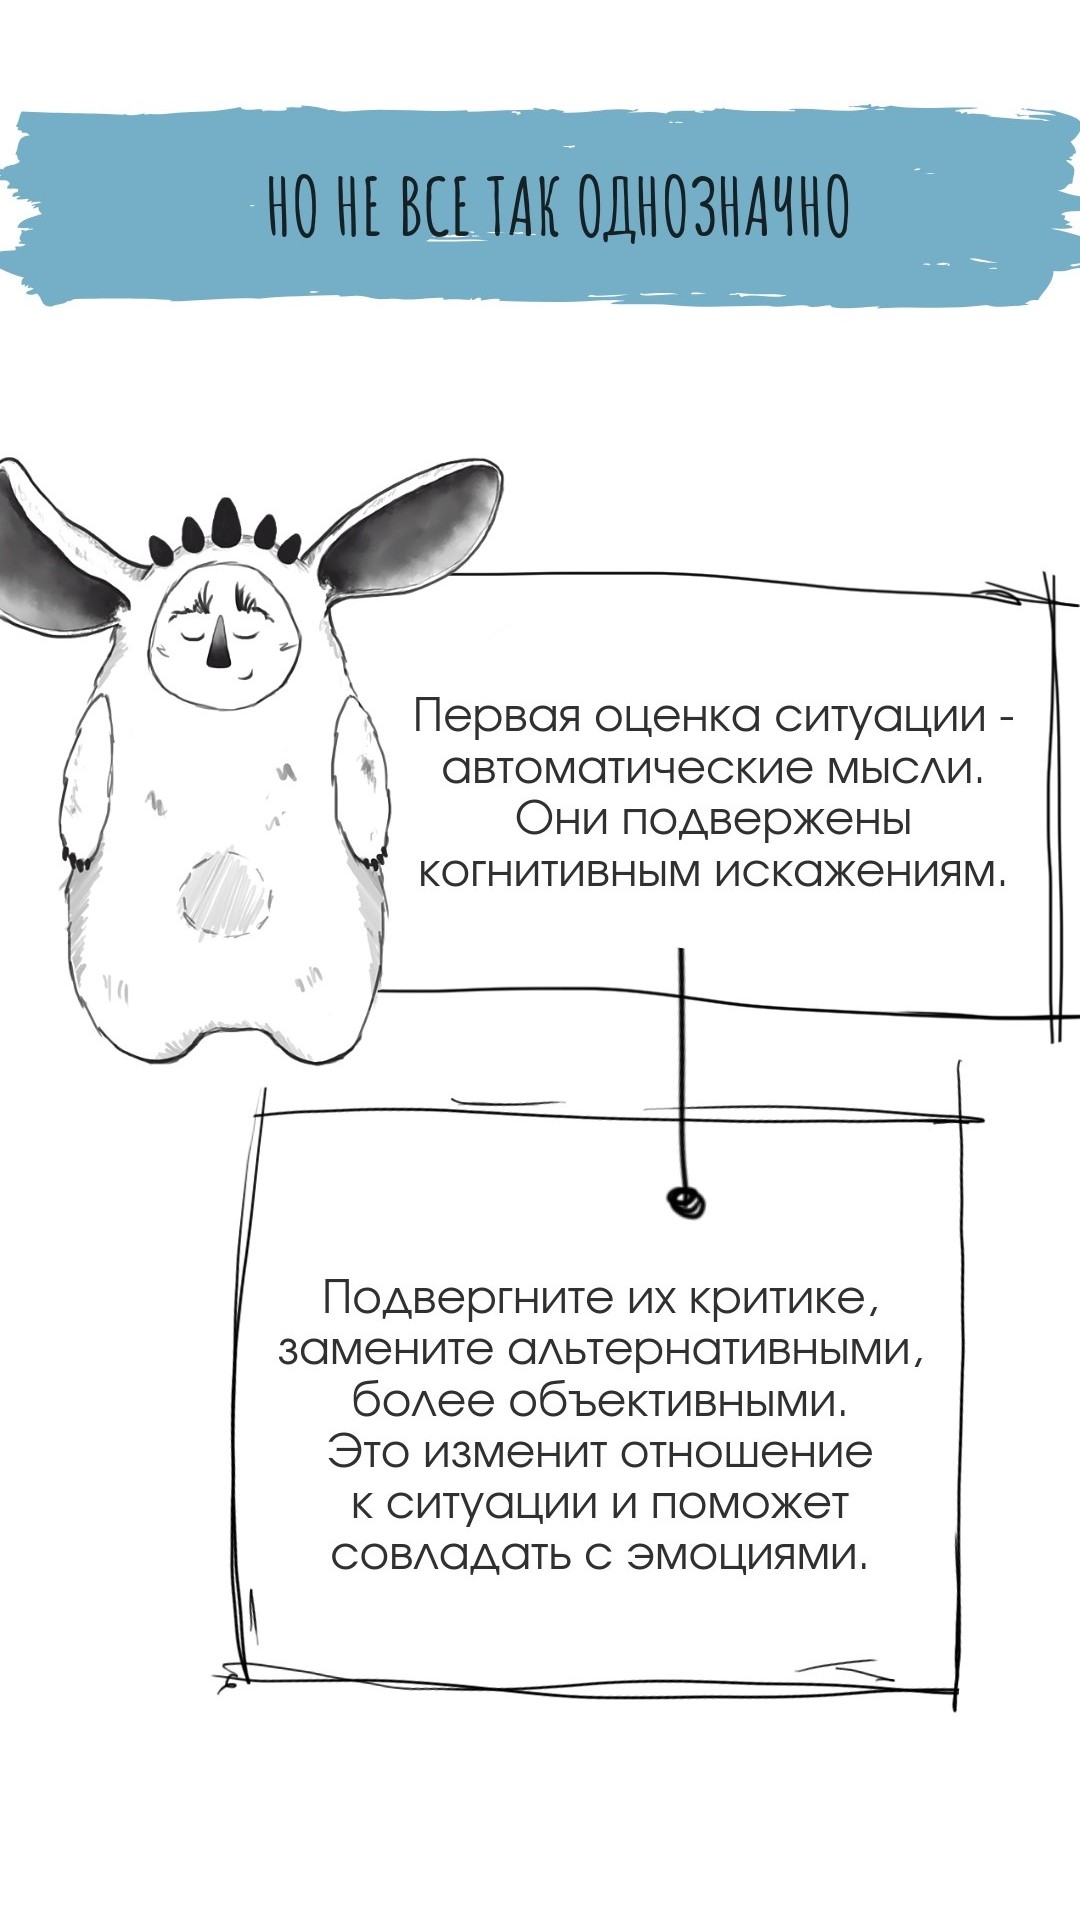 НО НЕ ВСЕ ТАК ОДНОЗНАЧНО
Первая оценка ситуации -
автоматические мысли.
Они подвержены
когнитивным искажениям.
Подвергните их критике,
замените альтернативными,
более объективными.
Это изменит отношение
к ситуации и поможет
совладать с эмоциями.